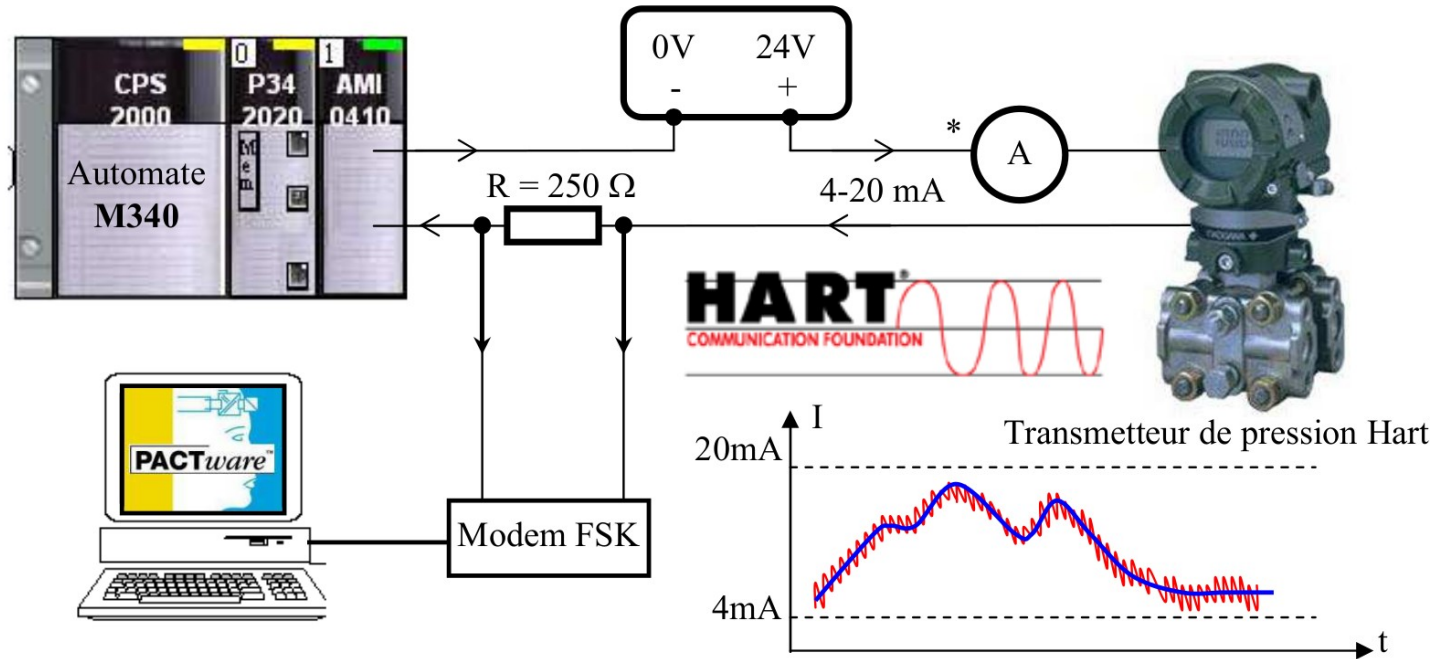 0
1
CPS
2000
P34
2020
AMI
0410
Automate
M340
0V
24V
-
+
*
A
R = 250 Ω
4-20 mA
HART®
COMMUNICATION FOUNDATION
PACTware™
Modem FSK
Transmetteur de pression Hart
I
20mA
4mA
t